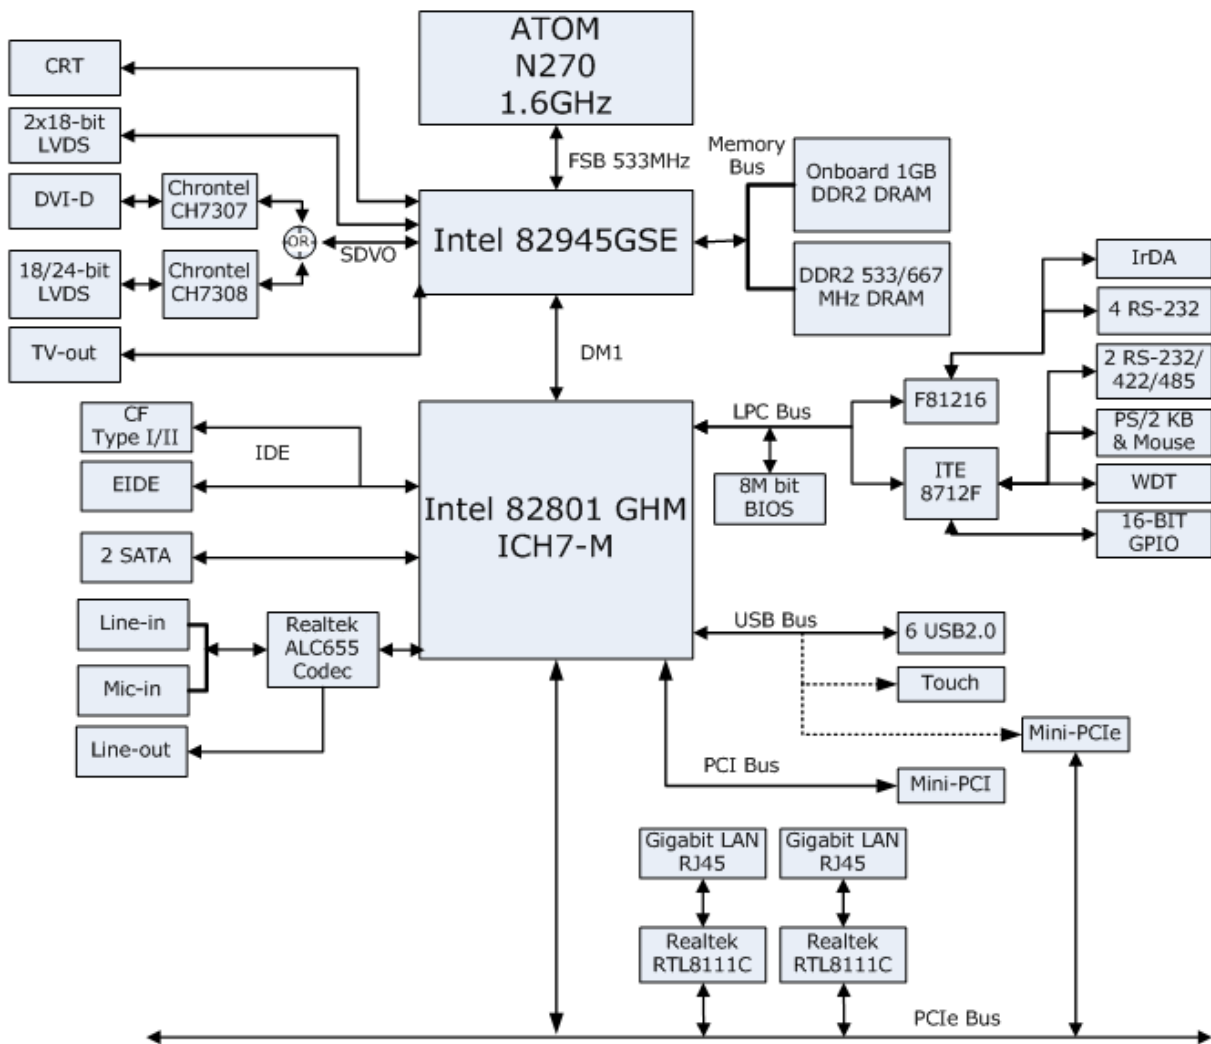 ATOM
N270
1.6GHz
CRT
2x18-bit
LVDS
FSB 533MHz
Memory
Bus
Onboard 1GB
DDR2 DRAM
DVI-D
Chrontel
CH7307
OR
SDVO
Intel 82945GSE
18/24-bit
LVDS
Chrontel
CH7308
DDR2 533/667
MHz DRAM
IrDA
4 RS-232
TV-out
DM1
2 RS-232/
422/485
F81216
CF
Type I/II
LPC Bus
PS/2 KB
& Mouse
IDE
EIDE
Intel 82801 GHM
ICH7-M
8M bit
BIOS
ITE
8712F
WDT
16-BIT
GPIO
2 SATA
Line-in
Realtek
ALC655
Codec
USB Bus
6 USB2.0
Mic-in
Touch
Line-out
Mini-PCIe
PCI Bus
Mini-PCI
Gigabit LAN
RJ45
Gigabit LAN
RJ45
Realtek
RTL8111C
Realtek
RTL8111C
PCIe Bus